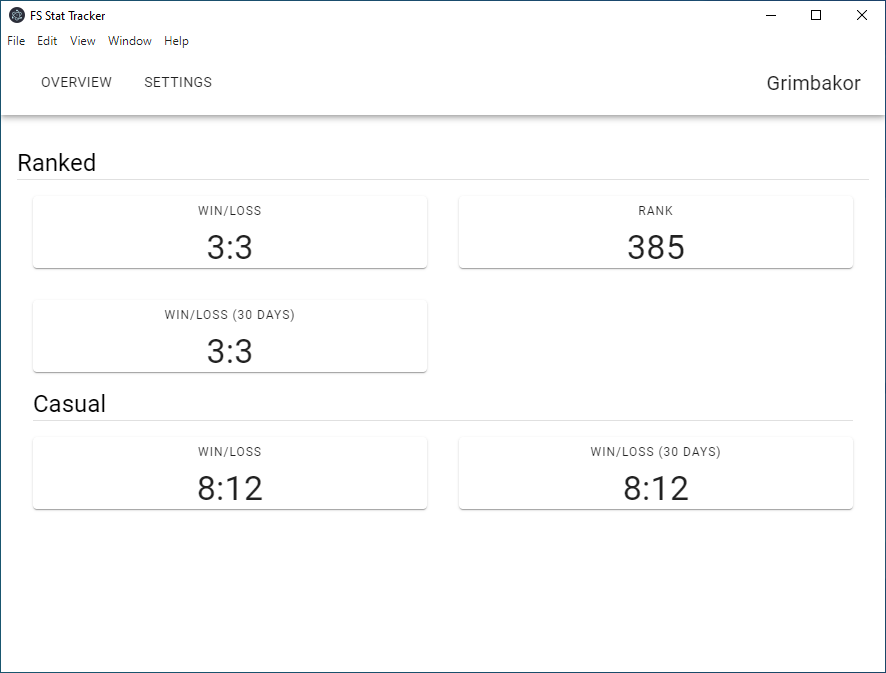 FS Stat Tracker
File Edit View Window Help
OVERVIEW SETTINGS Grimbakor
Ranked
WIN/LOSS RANK
3:3 385
WIN/LOSS (30 DAYS)
3:3
Casual
WIN/LOSS WIN/LOSS (30 DAYS)
8:12 8:12